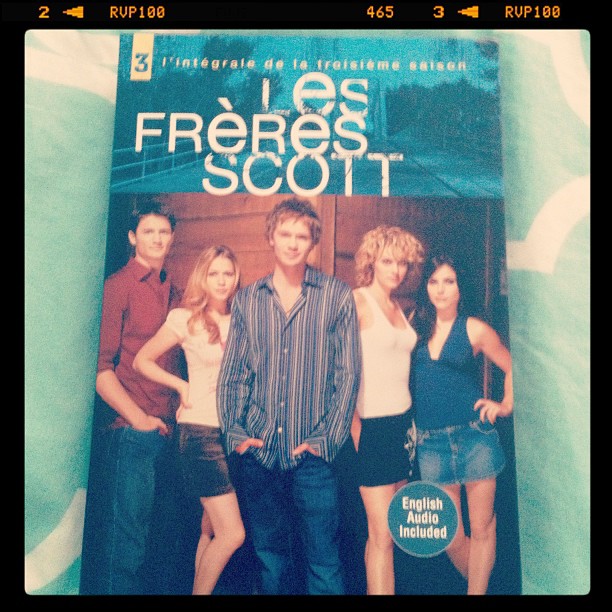 2 RVP100 465 3 RVP100
3 l'intégrale de la troisième saison
Les
FRÈRES
SCOTT
English
Audio
Included